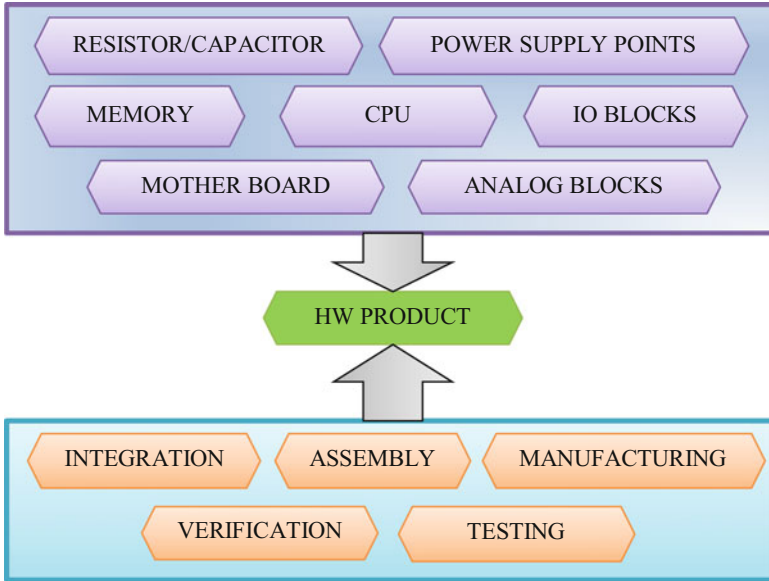 RESISTOR/CAPACITOR POWER SUPPLY POINTS
MEMORY CPU IO BLOCKS
MOTHER BOARD ANALOG BLOCKS
HW PRODUCT
INTEGRATION ASSEMBLY MANUFACTURING
VERIFICATION TESTING